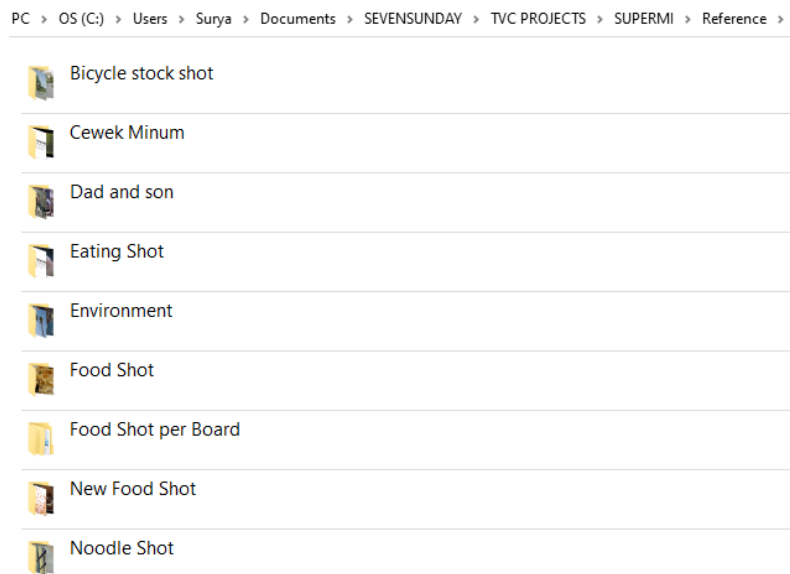 PC > OS (C:) > Users > Surya > Documents > SEVENSUNDAY > TVC PROJECTS > SUPERMI > Reference >
Bicycle stock shot
Cewek Minum
Dad and son
Eating Shot
Environment
Food Shot
Food Shot per Board
New Food Shot
Noodle Shot